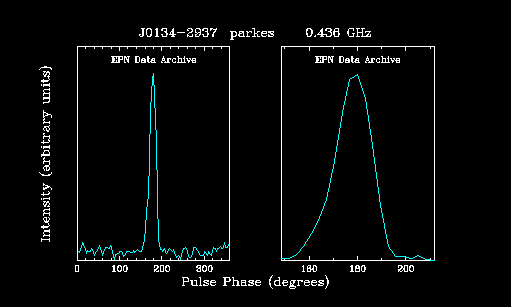 J0134-2937 parkes 0.436 GHz
EPN Data Archive EPN Data Archive
Intensity (arbitrary units)
0 100 200 300 180 190 200
Pulse Phase (degrees)